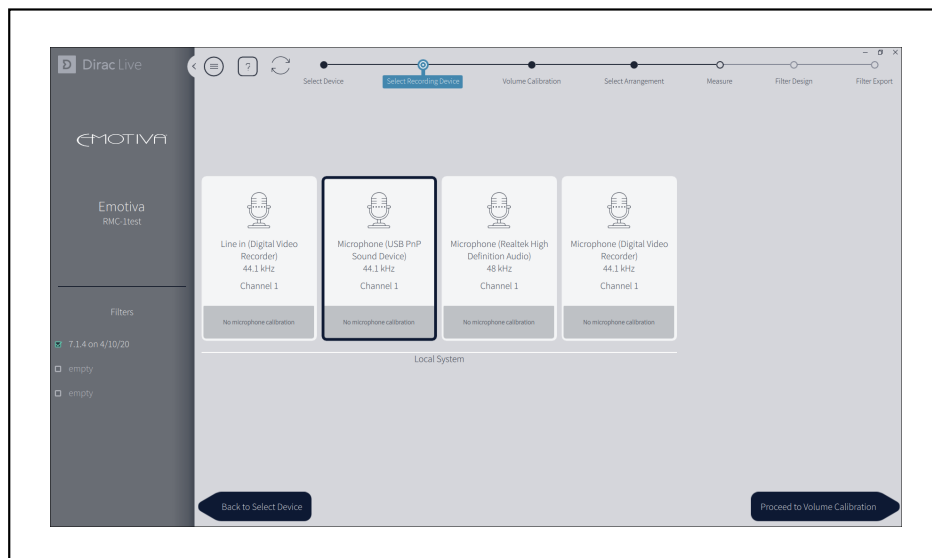 Dirac Live
Select Device
Select Recording Device
Volume Calibration
Select Arrangement
Measure
Filter Design
Filter Export
EMOTIVA
Emotiva
RMC-1test
Filters
7.1.4 on 4/10/20
empty
empty
Line in (Digital Video
Recorder)
44.1 kHz
Channel 1
No microphone calibration
Microphone (USB PnP
Sound Device)
44.1 kHz
Channel 1
No microphone calibration
Microphone (Realtek High
Definition Audio)
48 kHz
Channel 1
No microphone calibration
Microphone (Digital Video
Recorder)
44.1 kHz
Channel 1
No microphone calibration
Local System
Back to Select Device
Proceed to Volume Calibration